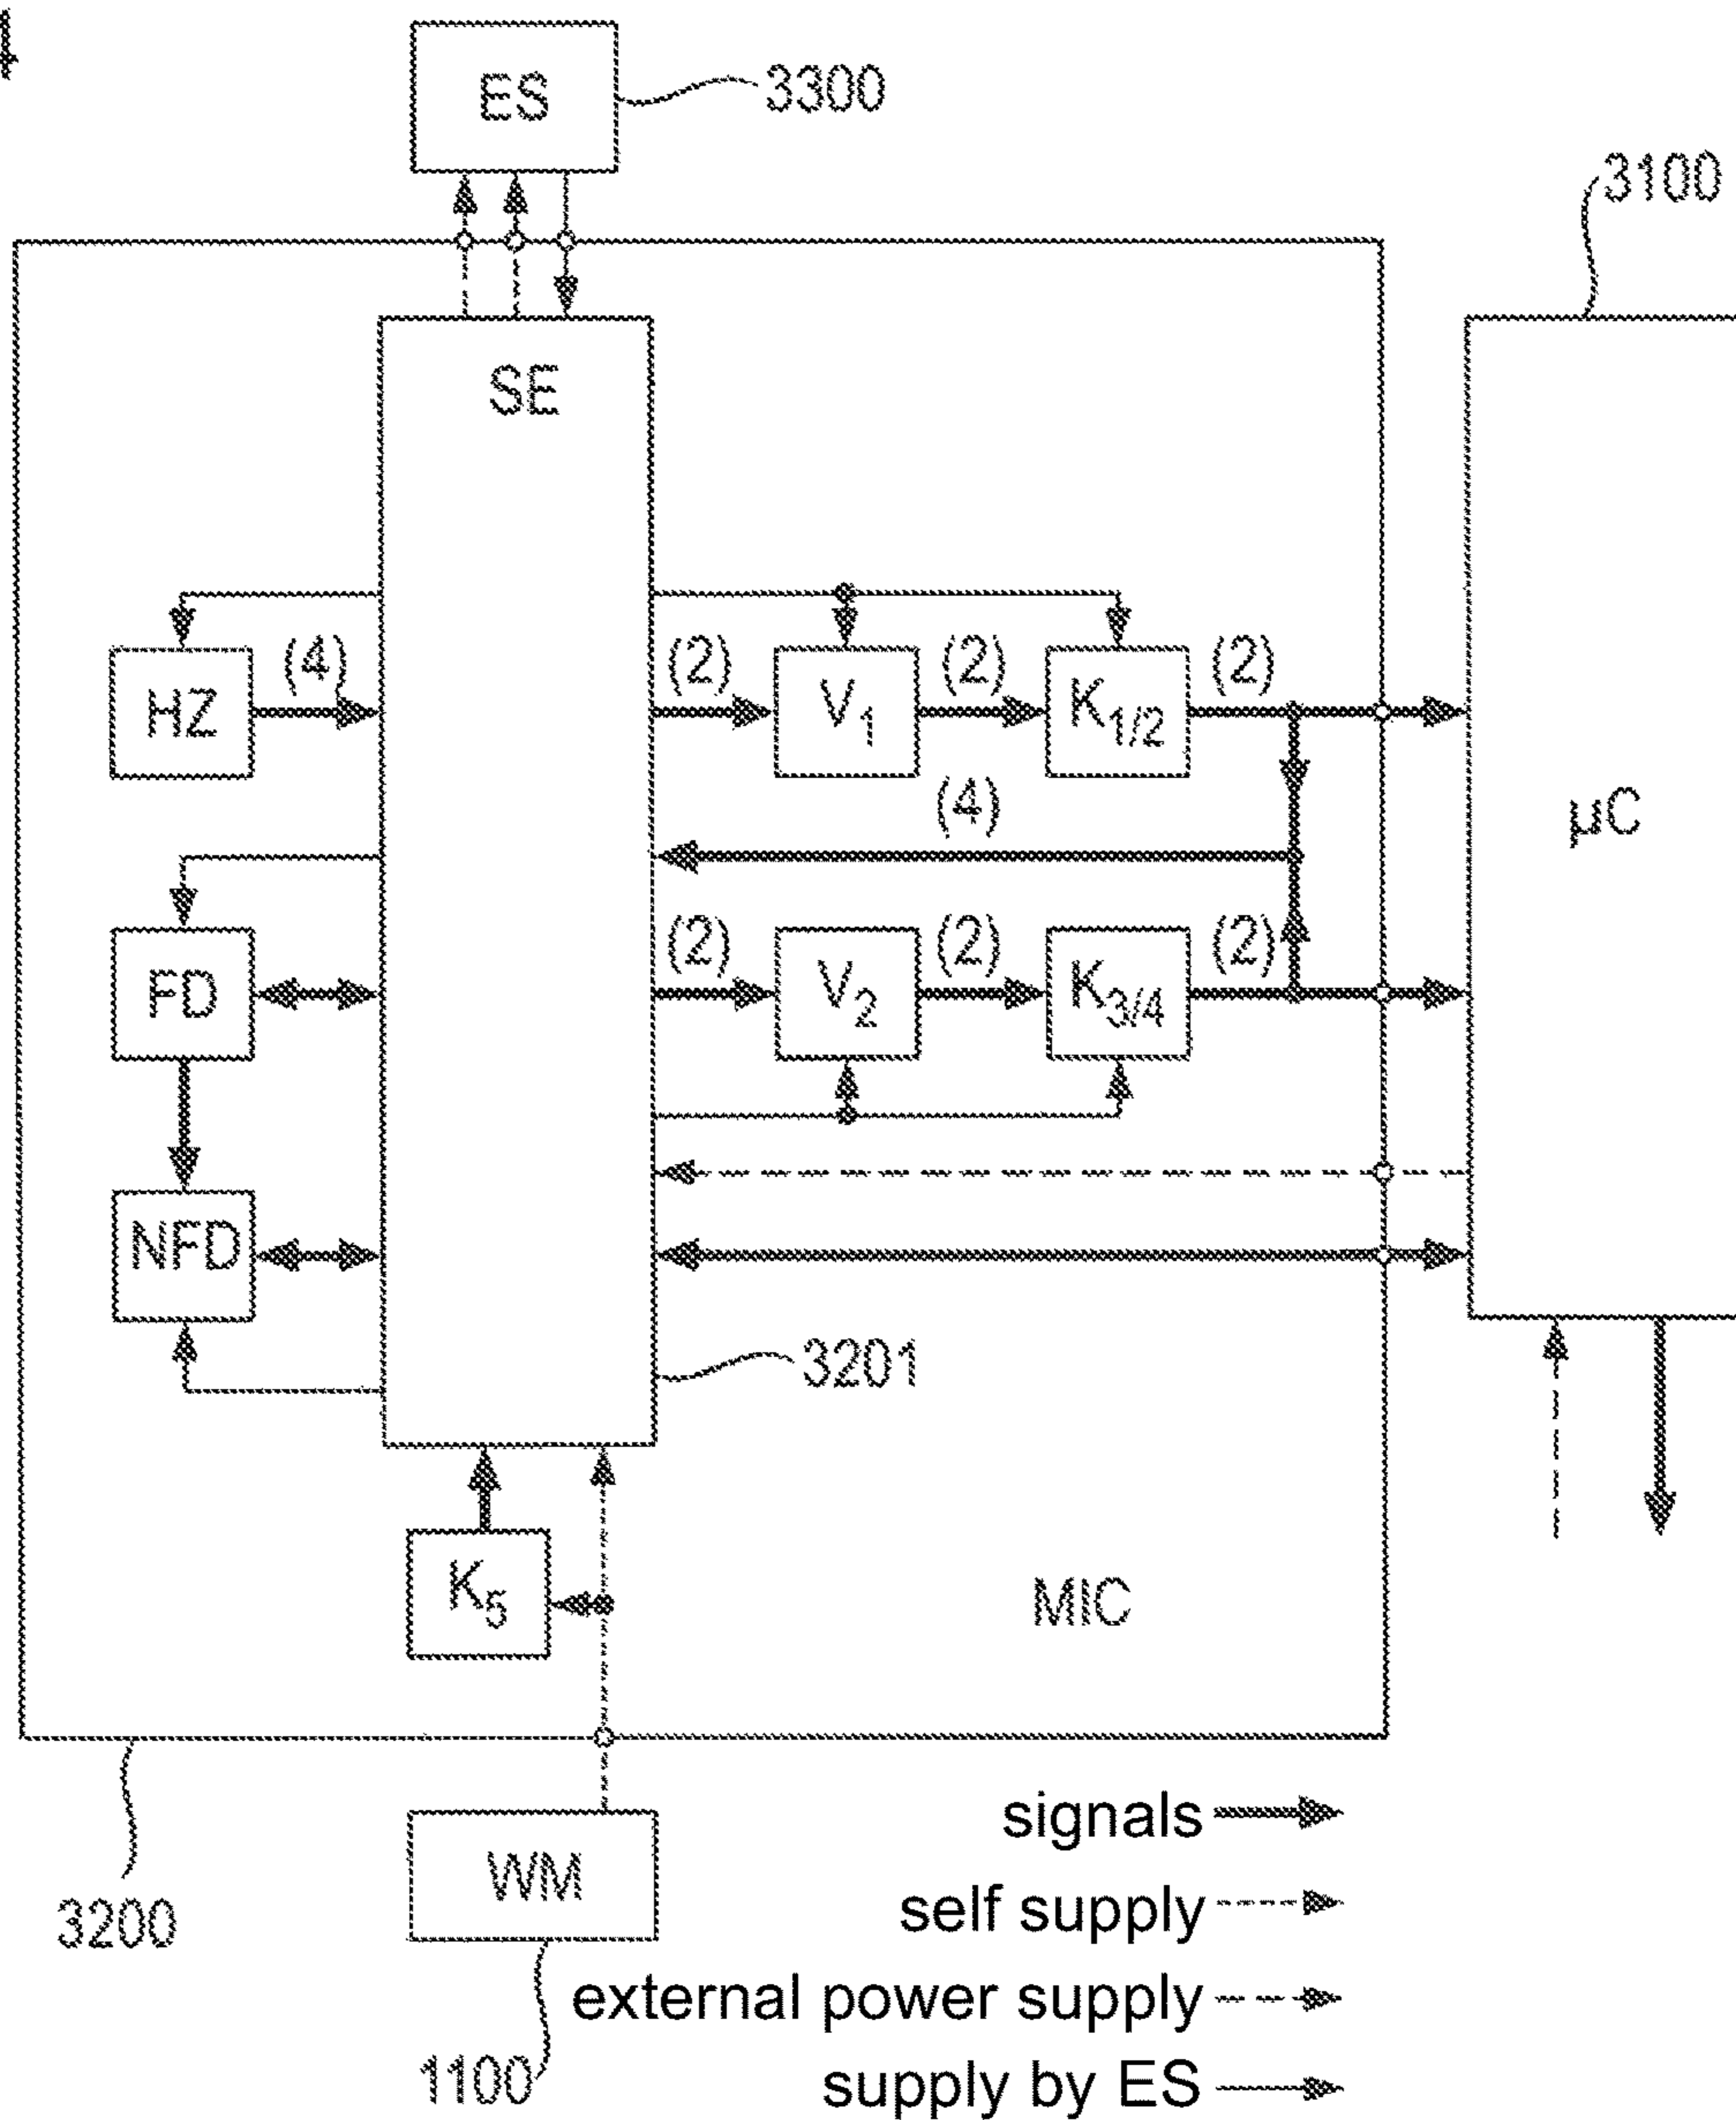 4
ES
3300
3100
SE
HZ
(4)
(2)
V1
(2)
K1/2
(2)
(4)
µC
FD
(2)
V2
(2)
K3/4
(2)
NFD
3201
K5
MIC
WM
3200
1100
signals
self supply
external power supply
supply by ES